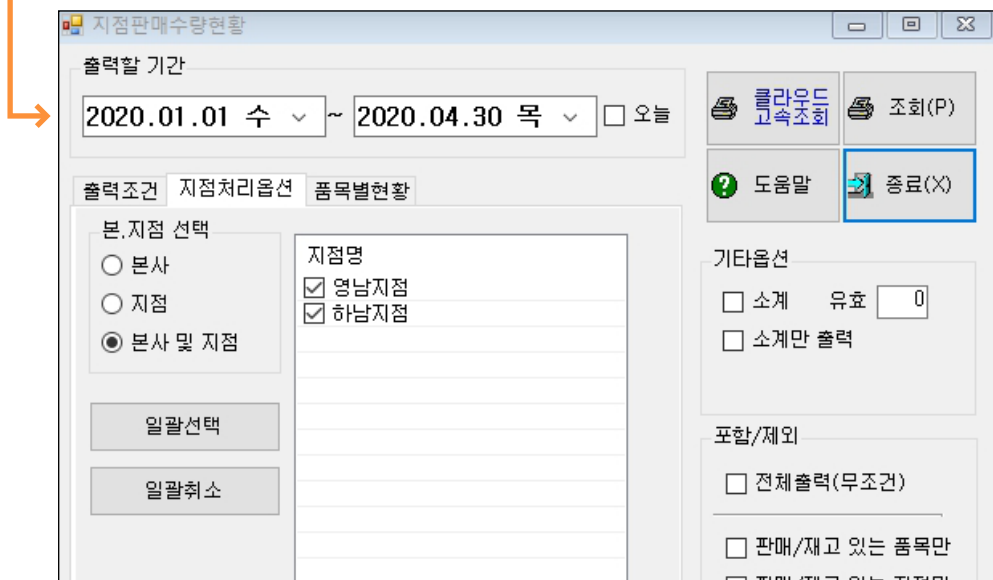 지점판매수량현황
출력할 기간
2020.01.01 수 ~ 2020.04.30 목 오늘
클라우드
고속조회
조회(P)
도움말
종료(X)
출력조건 지점처리옵션 품목별현황
본.지점 선택
본사
지점
본사 및 지점
일괄선택
일괄취소
지점명
영남지점
하남지점
기타옵션
소계 유효 0
소계만 출력
포함/제외
전체출력(무조건)
판매/재고 있는 품목만